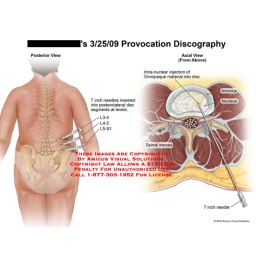 's 3/25/09 Provocation Discography
Posterior View
Axial View
(From Above)
Intra-nuclear injection of
Omnipaque material into disc
Annulus
Nucleus
7 inch needles inserted
into posterolateral disc
segments at levels:
L3-4
L4-5
L5-S1
Spinal nerves
These Images Are Copyrighted
By Amicus Visual Solutions.
Copyright Law Allows A
Penalty For Unauthorized Use.
Call 1-877-303-1952 For License.
7 inch needle